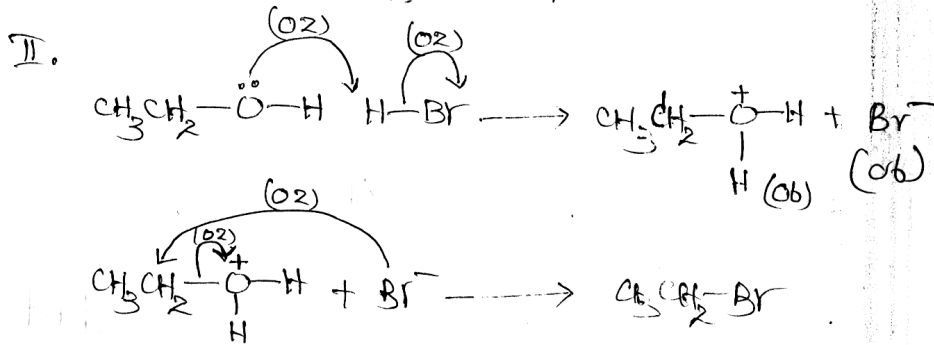 II.
(02) (02)
CH₃CH₂—Ö—H H—Br → CH₃CH₂—O⁺—H + Br⁻
H (06) (06)
(02)
(02)
CH₃CH₂—O⁺—H + Br⁻ → CH₃CH₂—Br
H